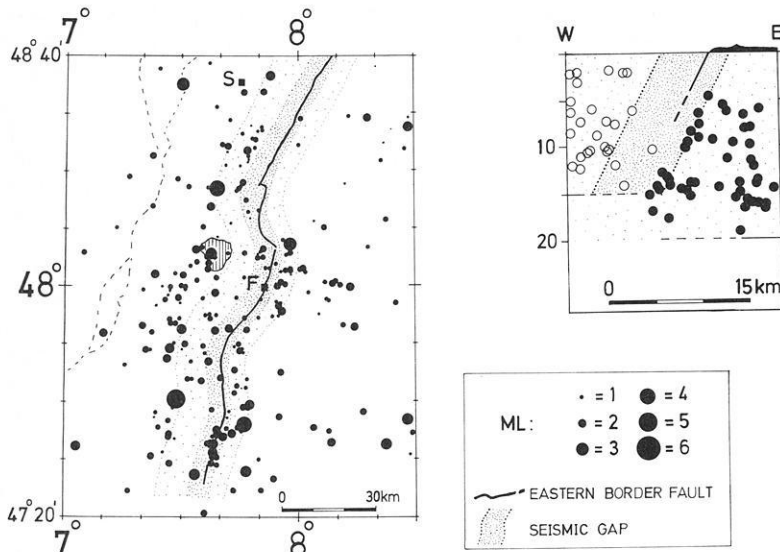 7° 8°
48° 40'
S
F
48°
47° 20'
0 30km
7° 8°
W E
10
20
0 15km
ML:
= 1 = 4
= 2 = 5
= 3 = 6
EASTERN BORDER FAULT
SEISMIC GAP